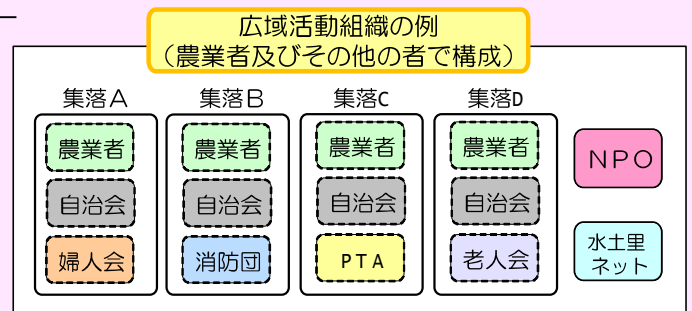 広域活動組織の例
（農業者及びその他の者で構成）
集落A 集落B 集落C 集落D
農業者 農業者 農業者 農業者
NPO
自治会 自治会 自治会 自治会
婦人会 消防団 PTA 老人会
水土里
ネット